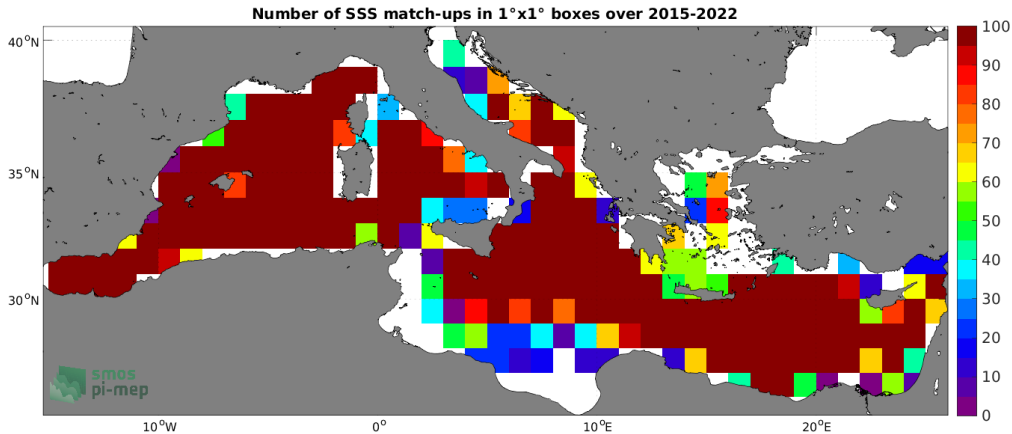 Number of SSS match-ups in 1°x1° boxes over 2015-2022
40°N
35°N
30°N
10°W
0°
10°E
20°E
100
90
80
70
60
50
40
30
20
10
0
smos
pi-mep